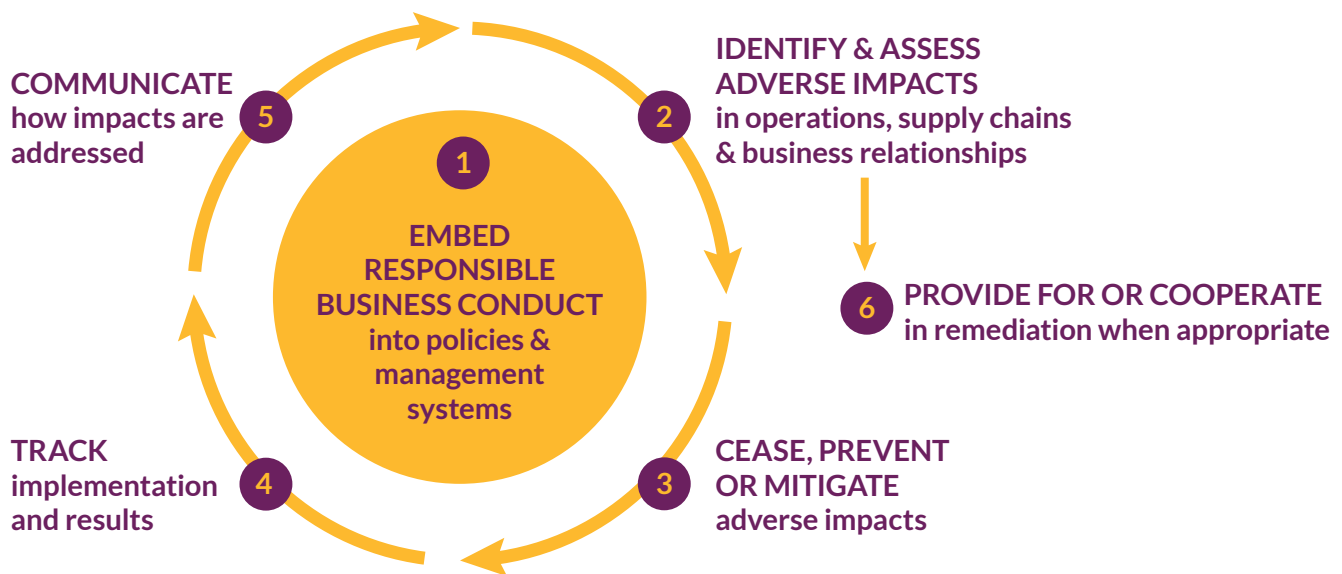 1
EMBED
RESPONSIBLE
BUSINESS CONDUCT
into policies &
management
systems
2
IDENTIFY & ASSESS
ADVERSE IMPACTS
in operations, supply chains
& business relationships
3
CEASE, PREVENT
OR MITIGATE
adverse impacts
4
TRACK
implementation
and results
5
COMMUNICATE
how impacts are
addressed
6
PROVIDE FOR OR COOPERATE
in remediation when appropriate